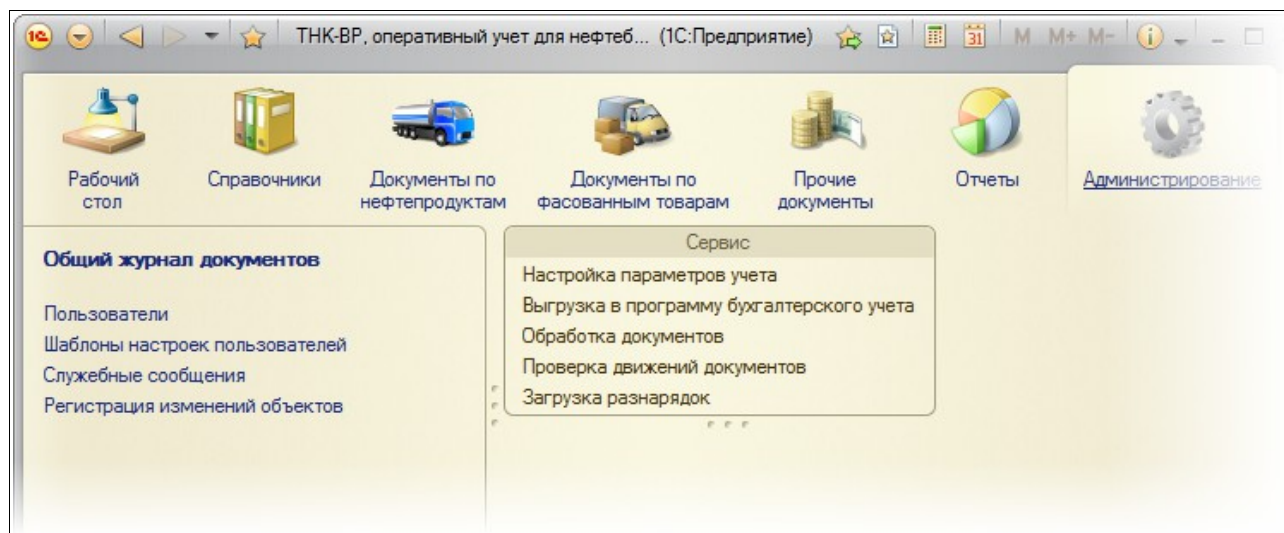 1С ТНК-ВР, оперативный учет для нефтеб... (1С:Предприятие) 31 M M+ M-
Рабочий стол
Справочники
Документы по нефтепродуктам
Документы по фасованным товарам
Прочие документы
Отчеты
Администрирование
Общий журнал документов
Пользователи
Шаблоны настроек пользователей
Служебные сообщения
Регистрация изменений объектов
Сервис
Настройка параметров учета
Выгрузка в программу бухгалтерского учета
Обработка документов
Проверка движений документов
Загрузка разнарядок